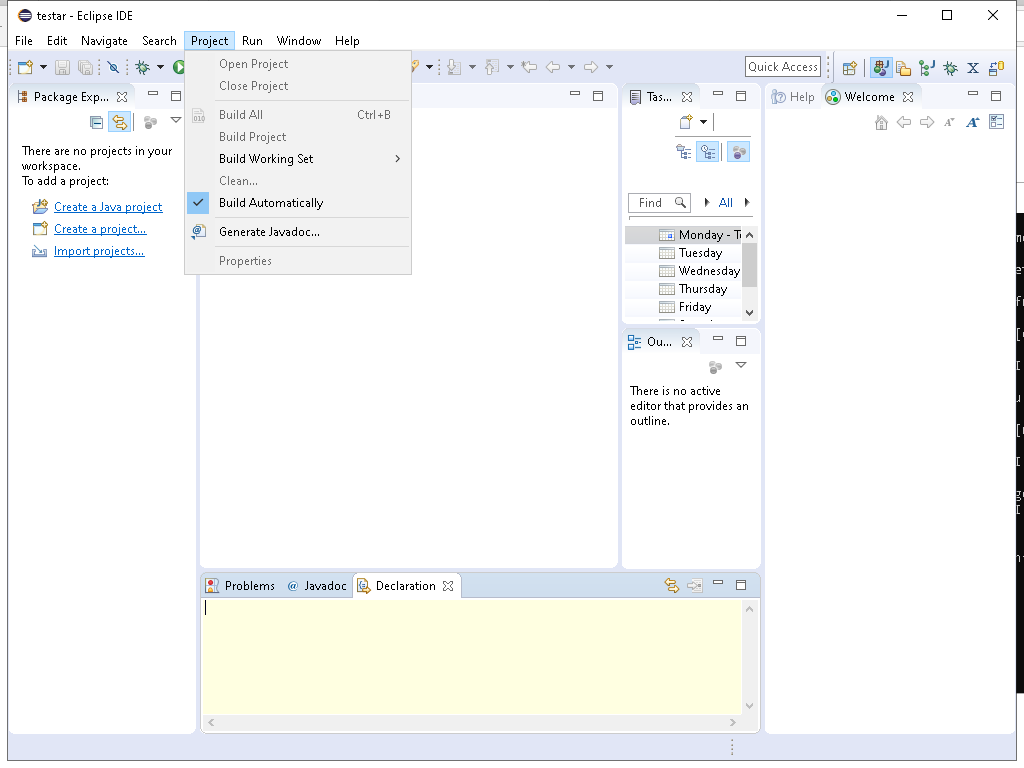 testar - Eclipse IDE
File Edit Navigate Search Project Run Window Help
Quick Access
Package Exp...
There are no projects in your
workspace.
To add a project:
Create a Java project
Create a project...
Import projects...
Open Project
Close Project
Build All Ctrl+B
Build Project
Build Working Set
Clean...
Build Automatically
Generate Javadoc...
Properties
Tas...
Find
All
Monday - T
Tuesday
Wednesday
Thursday
Friday
Ou...
There is no active
editor that provides an
outline.
Help Welcome
Problems @ Javadoc Declaration